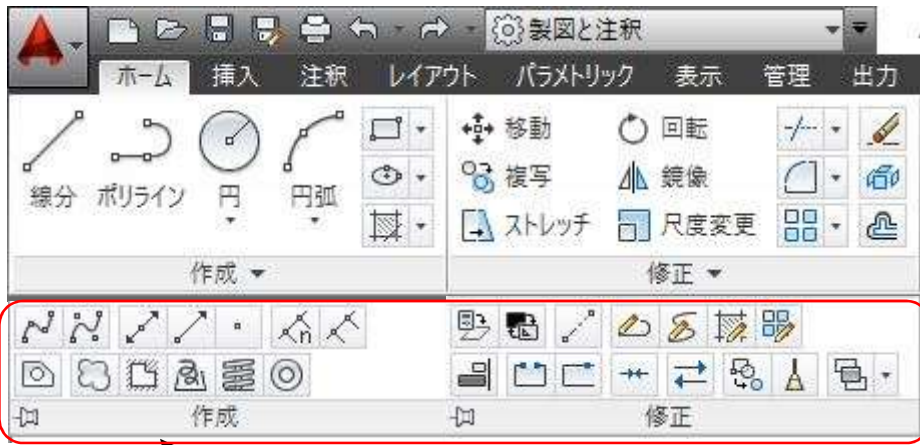 製図と注釈
ホーム 挿入 注釈 レイアウト パラメトリック 表示 管理 出力
線分 ポリライン 円 円弧
移動 回転
複写 鏡像
ストレッチ 尺度変更
作成 修正
作成 修正